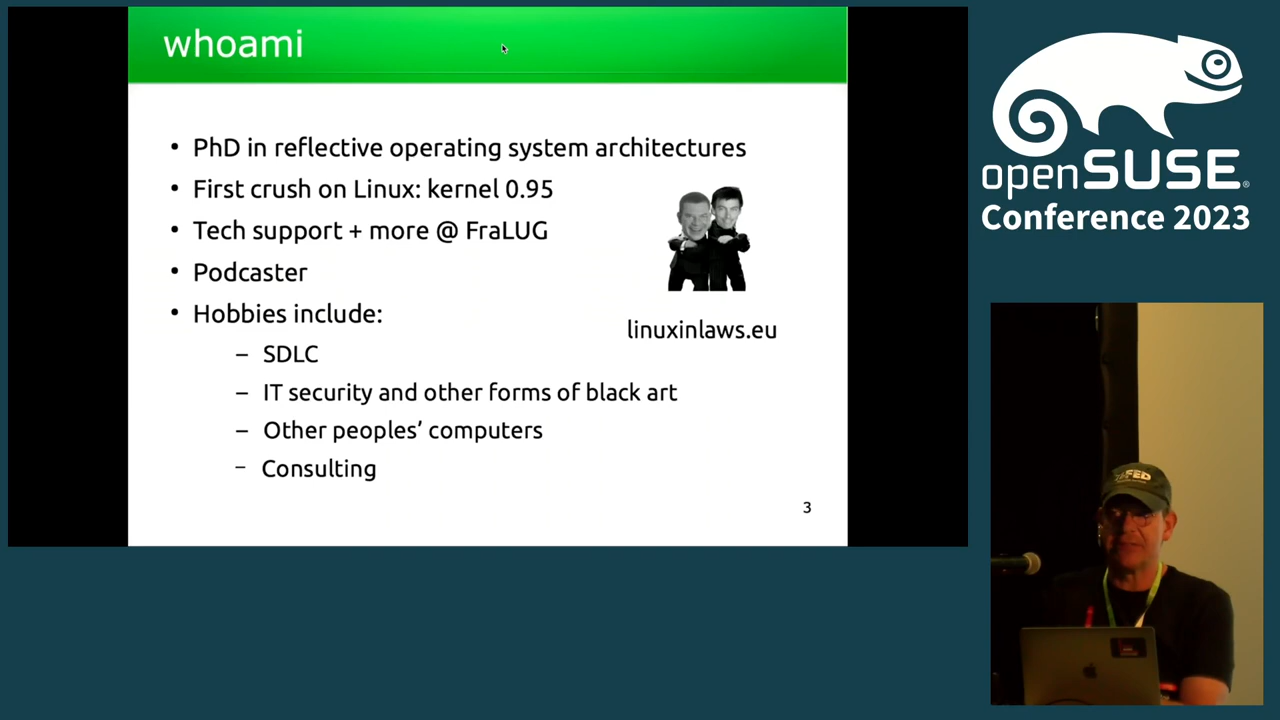 whoami
• PhD in reflective operating system architectures
• First crush on Linux: kernel 0.95
• Tech support + more @ FraLUG
• Podcaster
• Hobbies include:
– SDLC
– IT security and other forms of black art
– Other peoples’ computers
– Consulting
linuxinlaws.eu
3
openSUSE®
Conference 2023